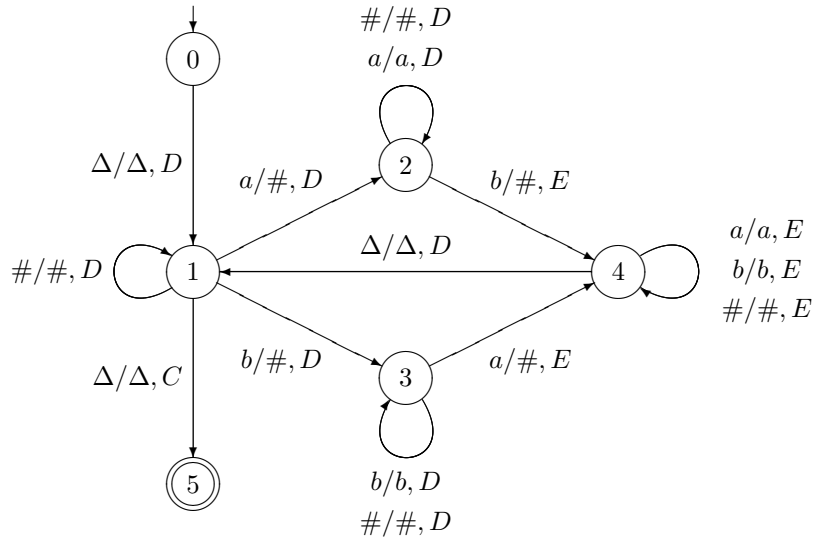 #/#, D
a/a, D
0
2
Δ/Δ, D
a/#, D
b/#, E
a/a, E
Δ/Δ, D
#/#, D
1
4
b/b, E
#/#, E
b/#, D
a/#, E
Δ/Δ, C
3
5
b/b, D
#/#, D